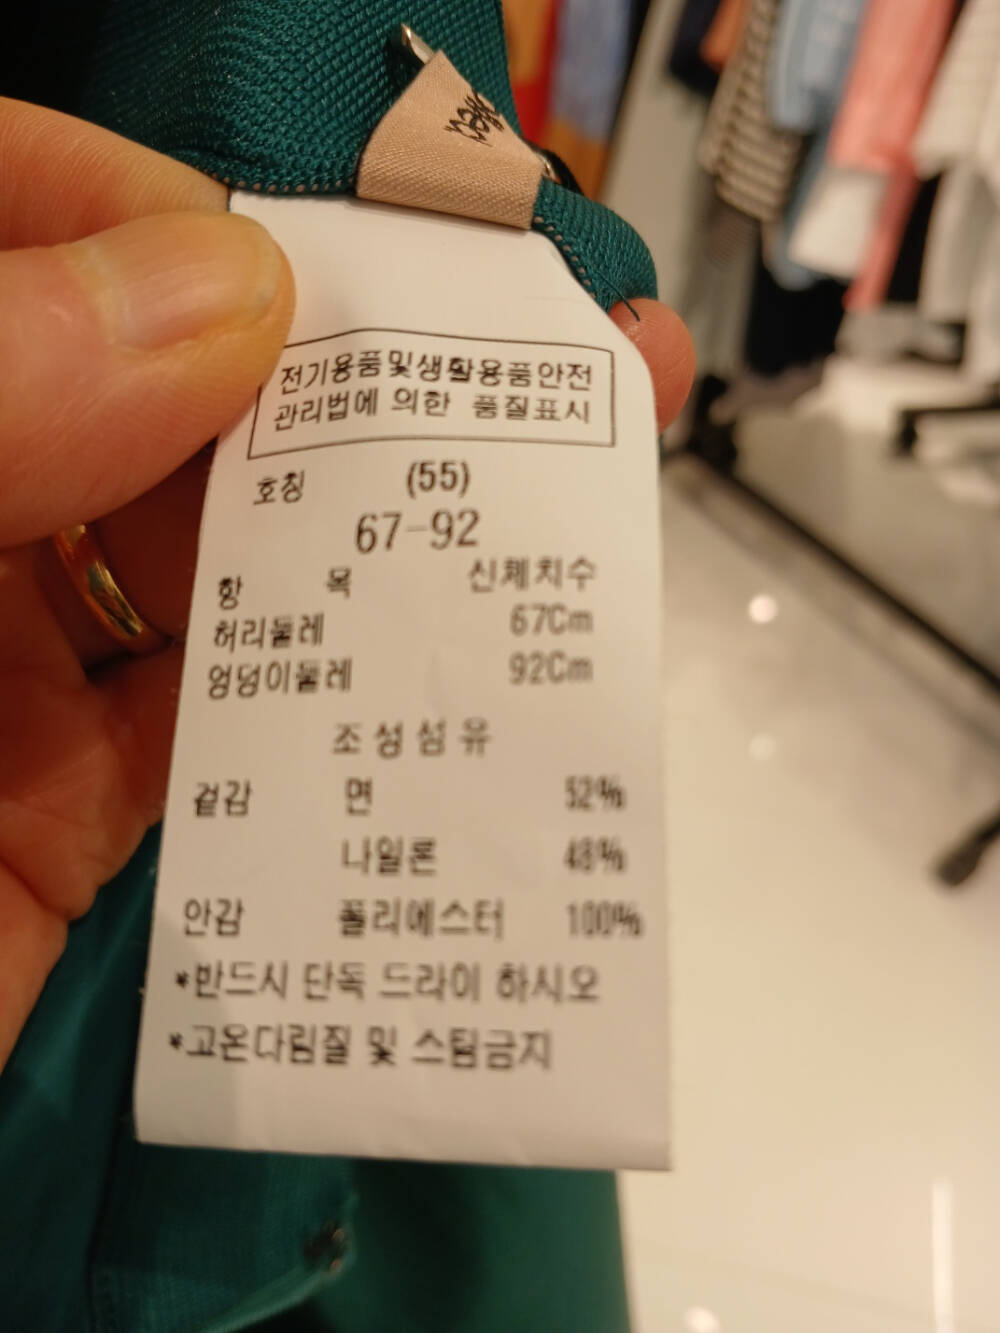 전기용품및생활용품안전
관리법에 의한 품질표시
호칭 (55)
67-92
항 목 신체치수
허리둘레 67Cm
엉덩이둘레 92Cm
조성섬유
겉감 면 52%
나일론 48%
안감 폴리에스터 100%
*반드시 단독 드라이 하시오
*고온다림질 및 스팀금지